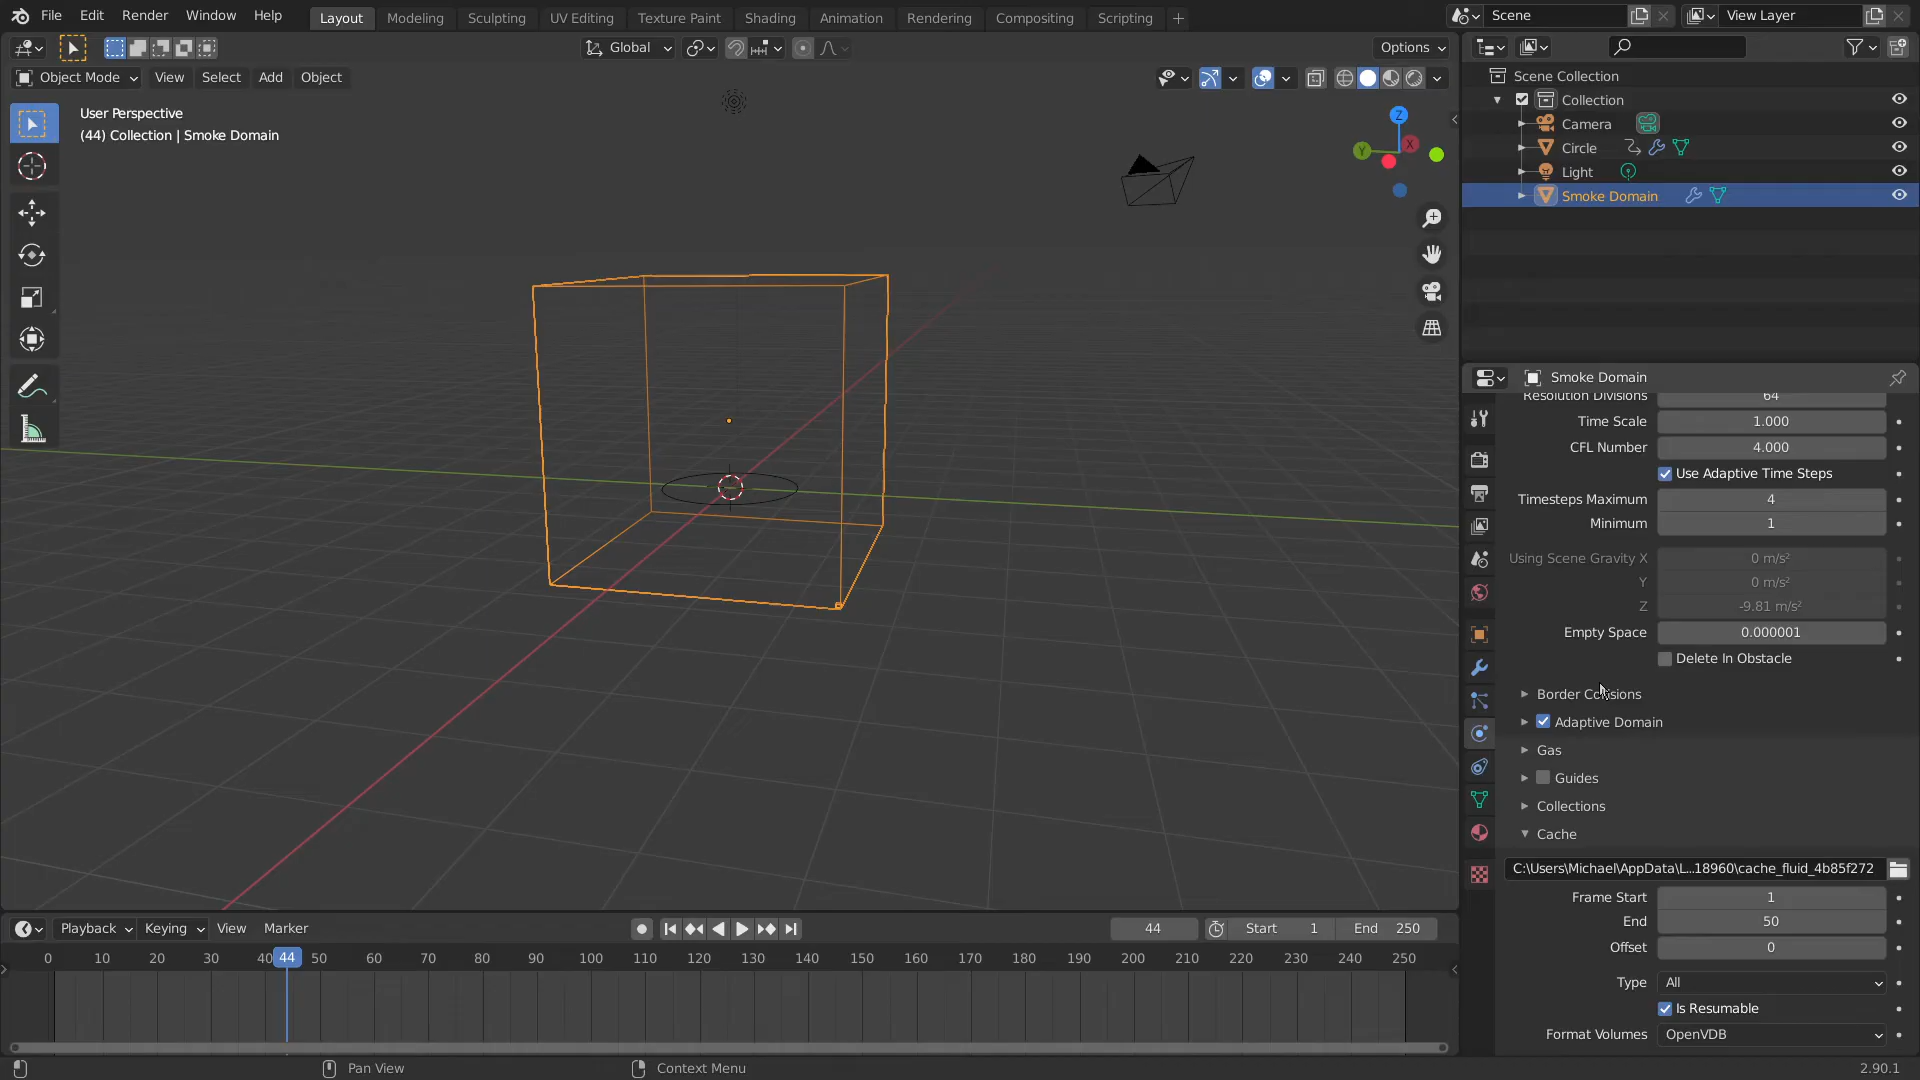 File Edit Render Window Help Layout Modeling Sculpting UV Editing Texture Paint Shading Animation Rendering Compositing Scripting + Scene View Layer
Global Options
Object Mode View Select Add Object
User Perspective
(44) Collection | Smoke Domain
Z
Y
X
Scene Collection
Collection
Camera
Circle
Light
Smoke Domain
Smoke Domain
Resolution Divisions 64
Time Scale 1.000
CFL Number 4.000
Use Adaptive Time Steps
Timesteps Maximum 4
Minimum 1
Using Scene Gravity X 0 m/s²
Y 0 m/s²
Z -9.81 m/s²
Empty Space 0.000001
Delete In Obstacle
Border Collisions
Adaptive Domain
Gas
Guides
Collections
Cache
C:\Users\Michael\AppData\L...18960\cache_fluid_4b85f272
Frame Start 1
End 50
Offset 0
Type All
Is Resumable
Format Volumes OpenVDB
Playback Keying View Marker 44 Start 1 End 250
0 10 20 30 40 44 50 60 70 80 90 100 110 120 130 140 150 160 170 180 190 200 210 220 230 240 250
Pan View Context Menu 2.90.1